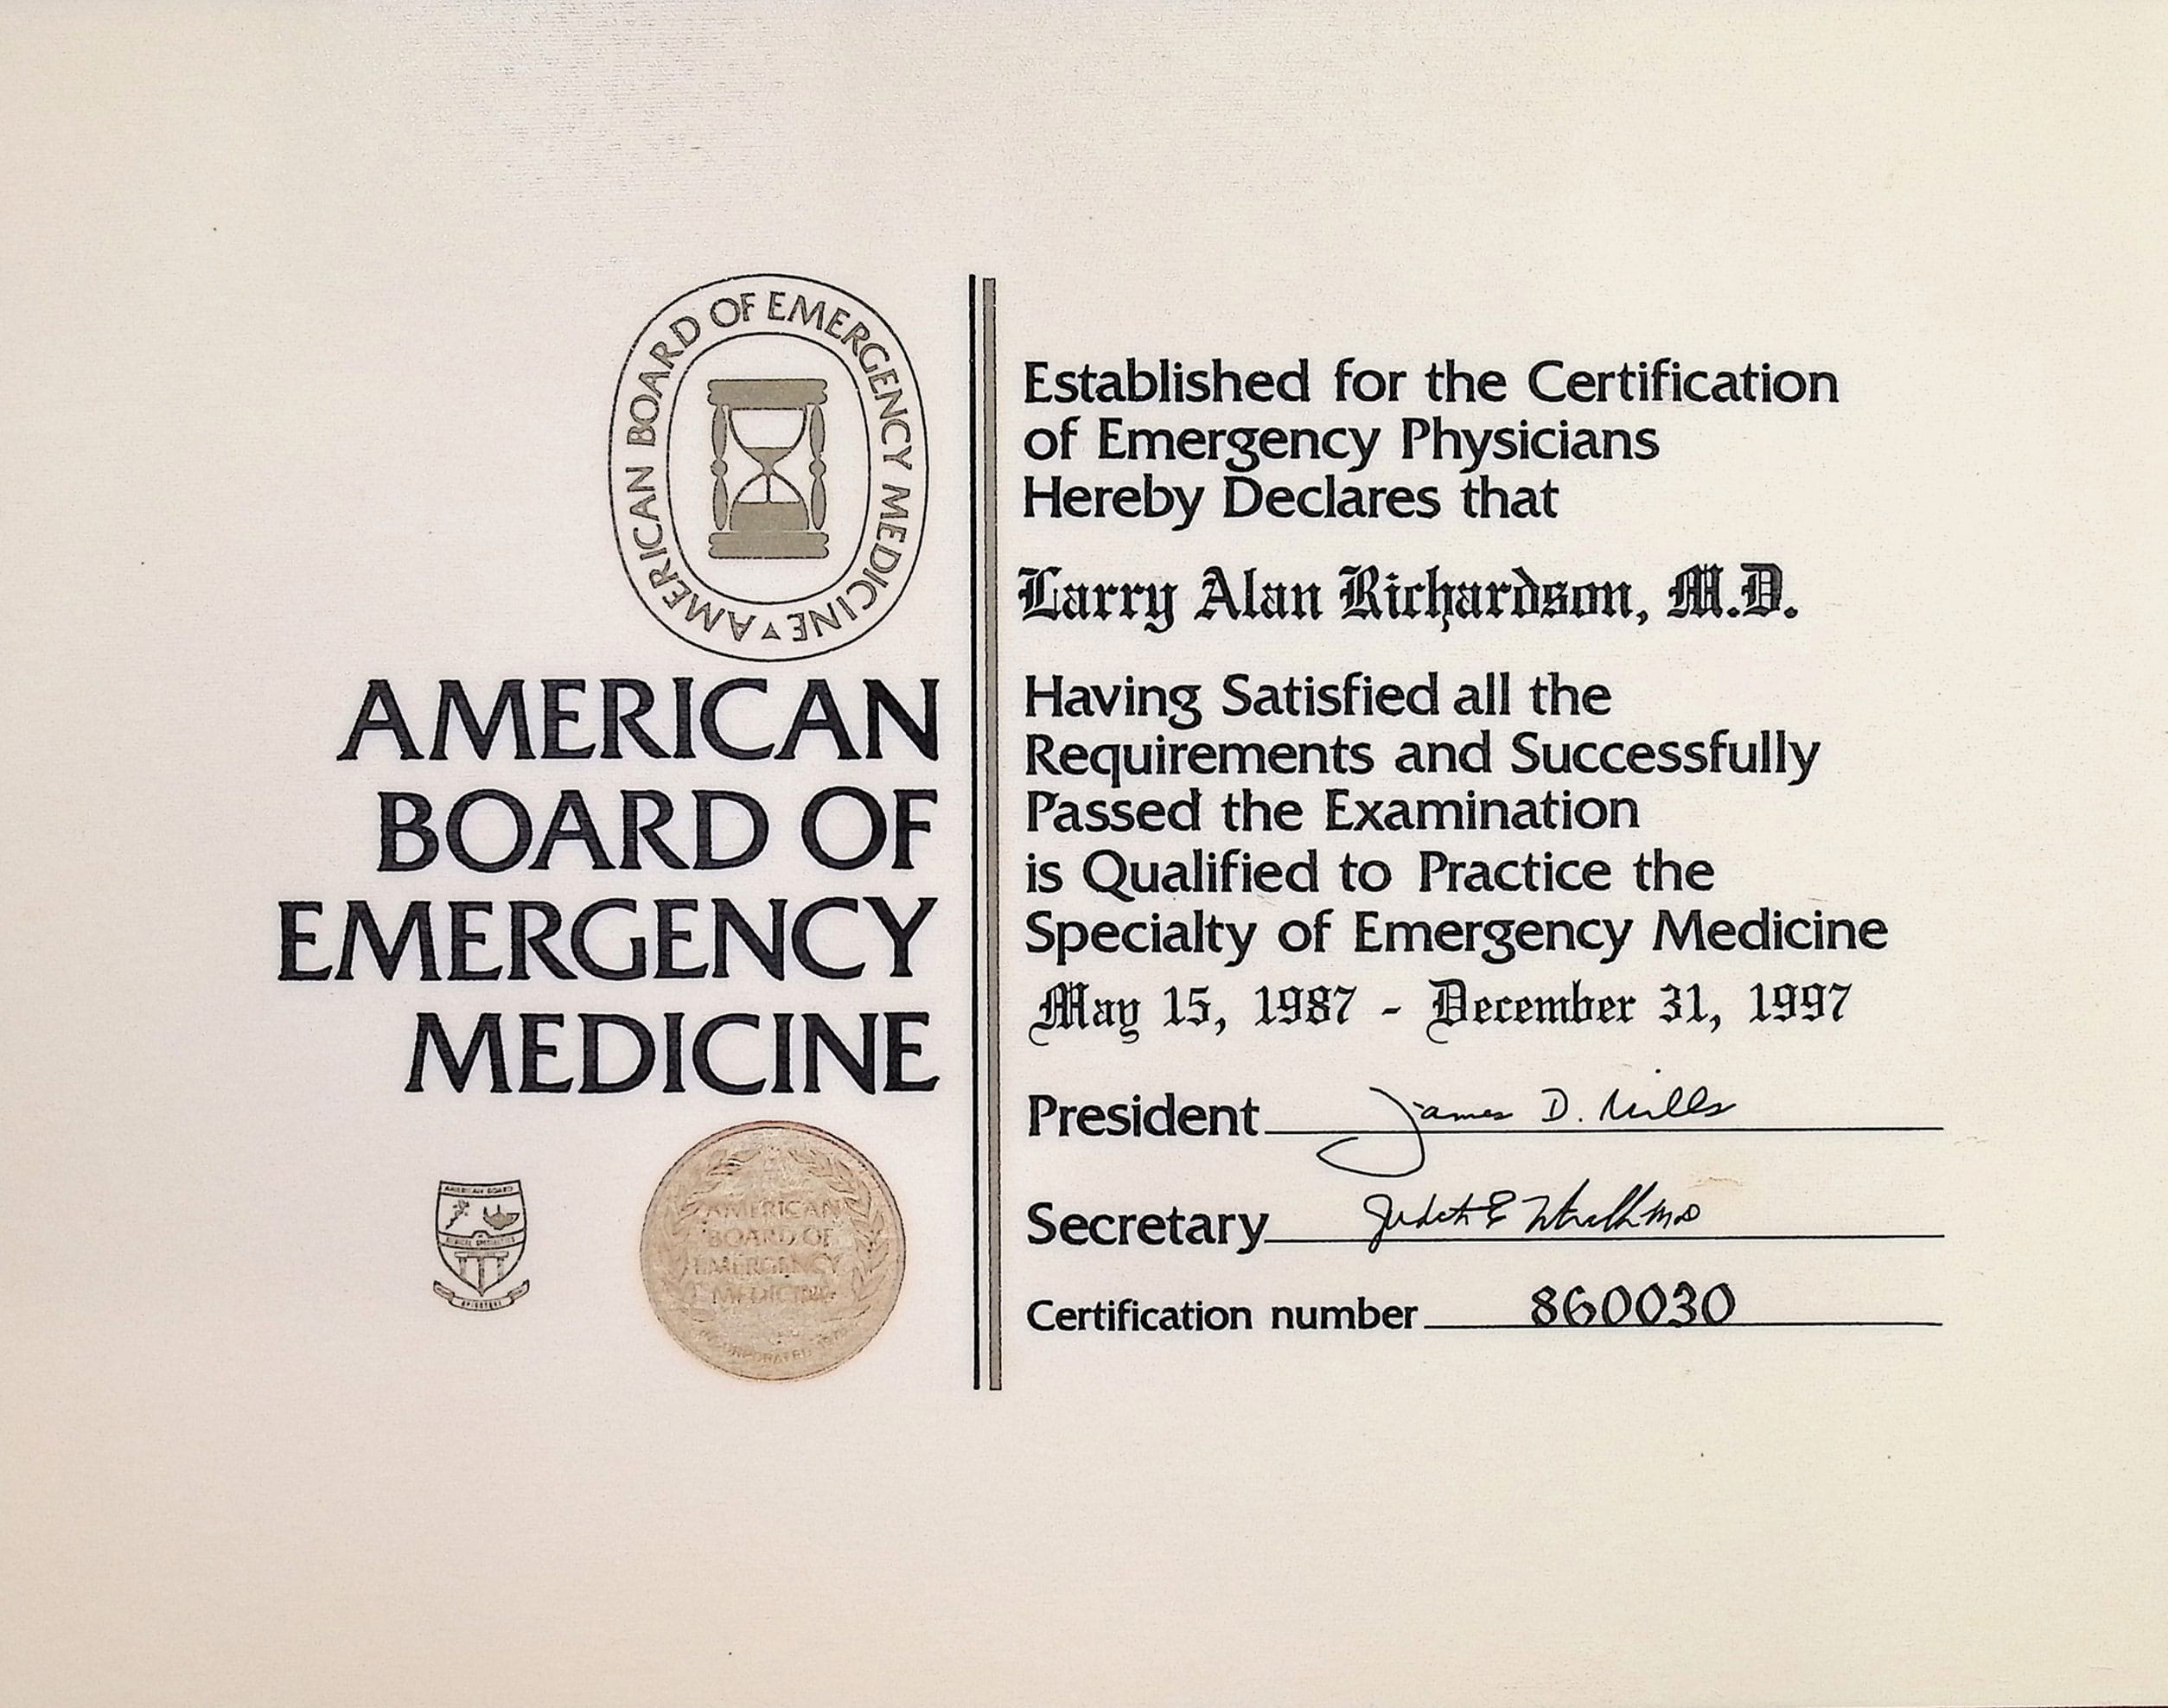 AMERICAN BOARD OF EMERGENCY MEDICINE
AMERICAN
BOARD OF
EMERGENCY
MEDICINE
AMERICAN BOARD
AMERICAN
BOARD OF
EMERGENCY
MEDICINE
Established for the Certification
of Emergency Physicians
Hereby Declares that
Larry Alan Richardson, M.D.
Having Satisfied all the
Requirements and Successfully
Passed the Examination
is Qualified to Practice the
Specialty of Emergency Medicine
May 15, 1987 - December 31, 1997
President James D. Mills
Secretary Judith E
Certification number 860030